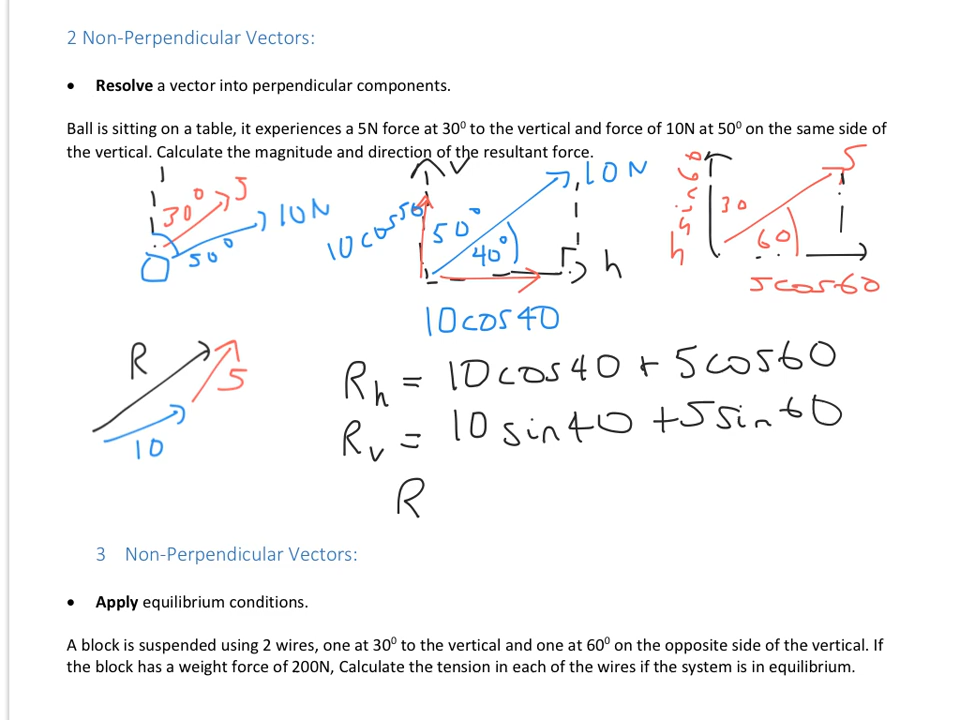 2 Non-Perpendicular Vectors:
• Resolve a vector into perpendicular components.
Ball is sitting on a table, it experiences a 5N force at 30⁰ to the vertical and force of 10N at 50⁰ on the same side of
the vertical. Calculate the magnitude and direction of the resultant force.
30° 5
10N
50°
V
10N
10cos50
50°
40°
h
10cos40
5
30
60
5cos60
R
5
10
Rh = 10cos40 + 5cos60
Rv = 10sin40 + 5sin60
R
3 Non-Perpendicular Vectors:
• Apply equilibrium conditions.
A block is suspended using 2 wires, one at 30⁰ to the vertical and one at 60⁰ on the opposite side of the vertical. If
the block has a weight force of 200N, Calculate the tension in each of the wires if the system is in equilibrium.